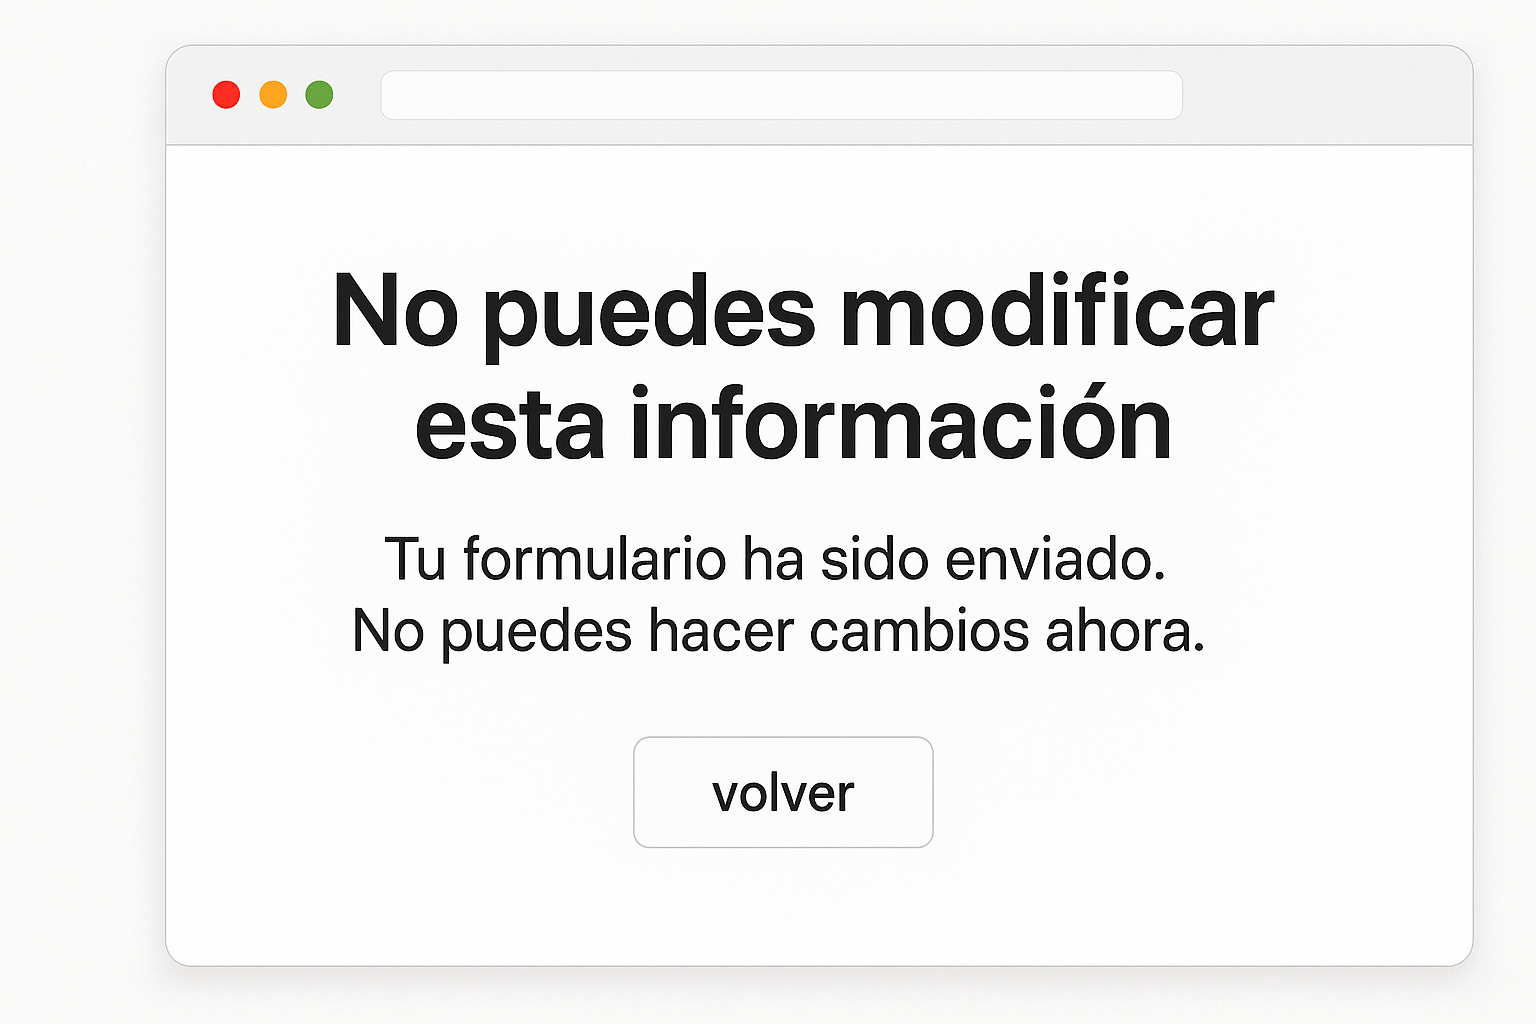 No puedes modificar
esta información
Tu formulario ha sido enviado.
No puedes hacer cambios ahora.
volver